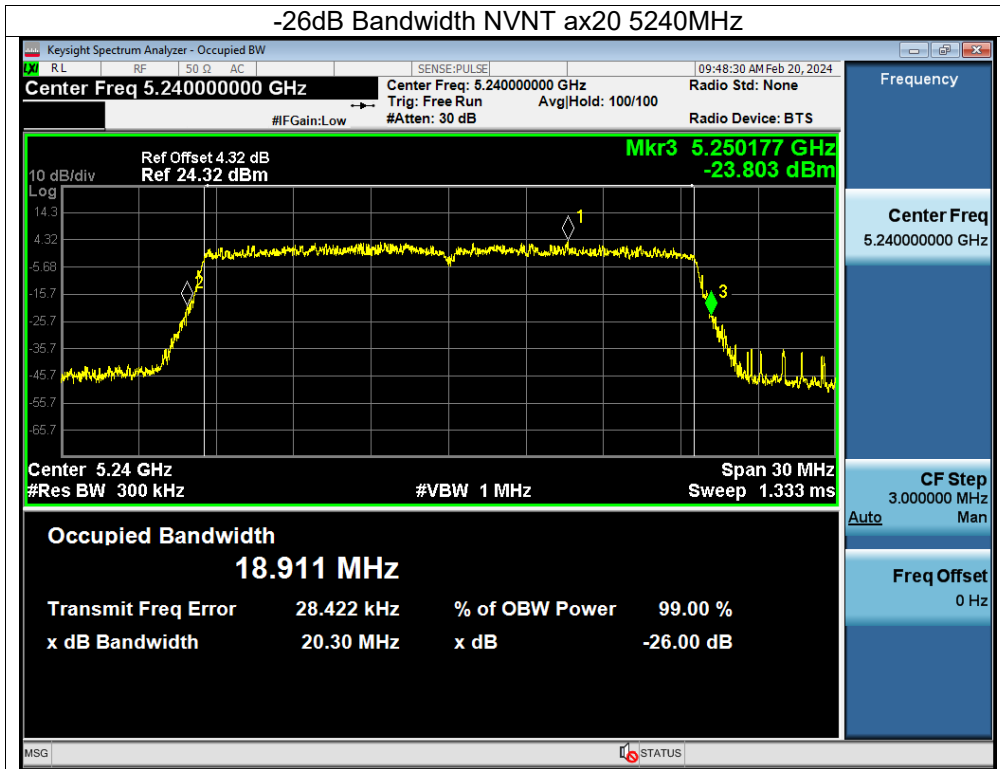 -26dB Bandwidth NVNT ax20 5240MHz
Keysight Spectrum Analyzer - Occupied BW
LXI RL RF 50 Ω AC SENSE:PULSE 09:48:30 AM Feb 20, 2024
Center Freq 5.240000000 GHz
Center Freq: 5.240000000 GHz Radio Std: None
Trig: Free Run Avg|Hold: 100/100
#IFGain:Low #Atten: 30 dB Radio Device: BTS
Mkr3 5.250177 GHz
-23.803 dBm
Ref Offset 4.32 dB
10 dB/div Ref 24.32 dBm
Log
14.3
4.32
-5.68
-15.7
-25.7
-35.7
-45.7
-55.7
-65.7
1
2
3
Center 5.24 GHz Span 30 MHz
#Res BW 300 kHz #VBW 1 MHz Sweep 1.333 ms
Occupied Bandwidth
18.911 MHz
Transmit Freq Error 28.422 kHz % of OBW Power 99.00 %
x dB Bandwidth 20.30 MHz x dB -26.00 dB
Frequency
Center Freq
5.240000000 GHz
CF Step
3.000000 MHz
Auto Man
Freq Offset
0 Hz
MSG STATUS